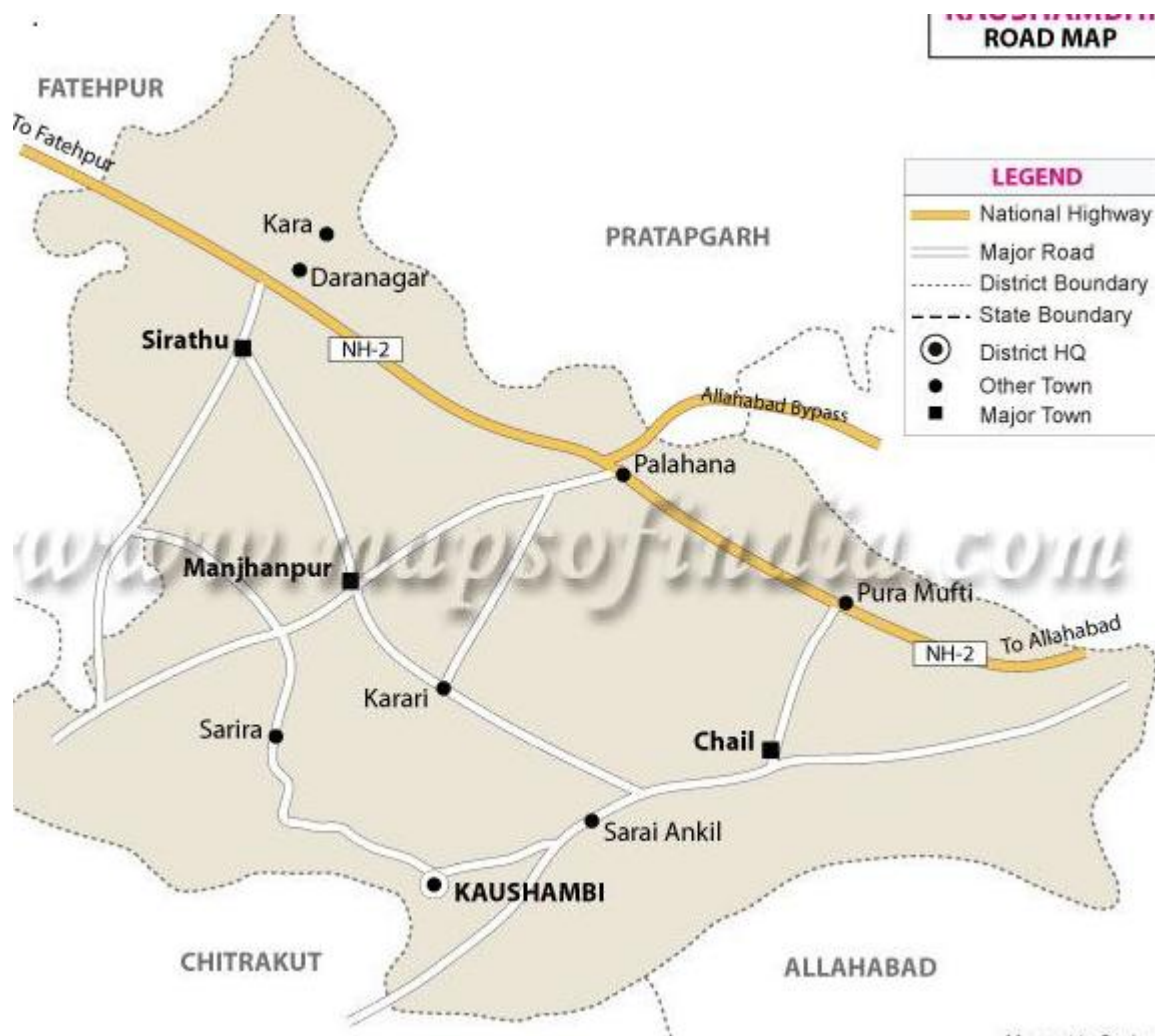 KAUSHAMBHI
ROAD MAP
FATEHPUR
To Fatehpur
LEGEND
National Highway
Major Road
District Boundary
State Boundary
District HQ
Other Town
Major Town
Kara
PRATAPGARH
Daranagar
Sirathu
NH-2
Allahabad Bypass
Palahana
www.mapsofindia.com
Manjhanpur
Pura Mufti
To Allahabad
NH-2
Karari
Sarira
Chail
Sarai Ankil
KAUSHAMBI
CHITRAKUT
ALLAHABAD